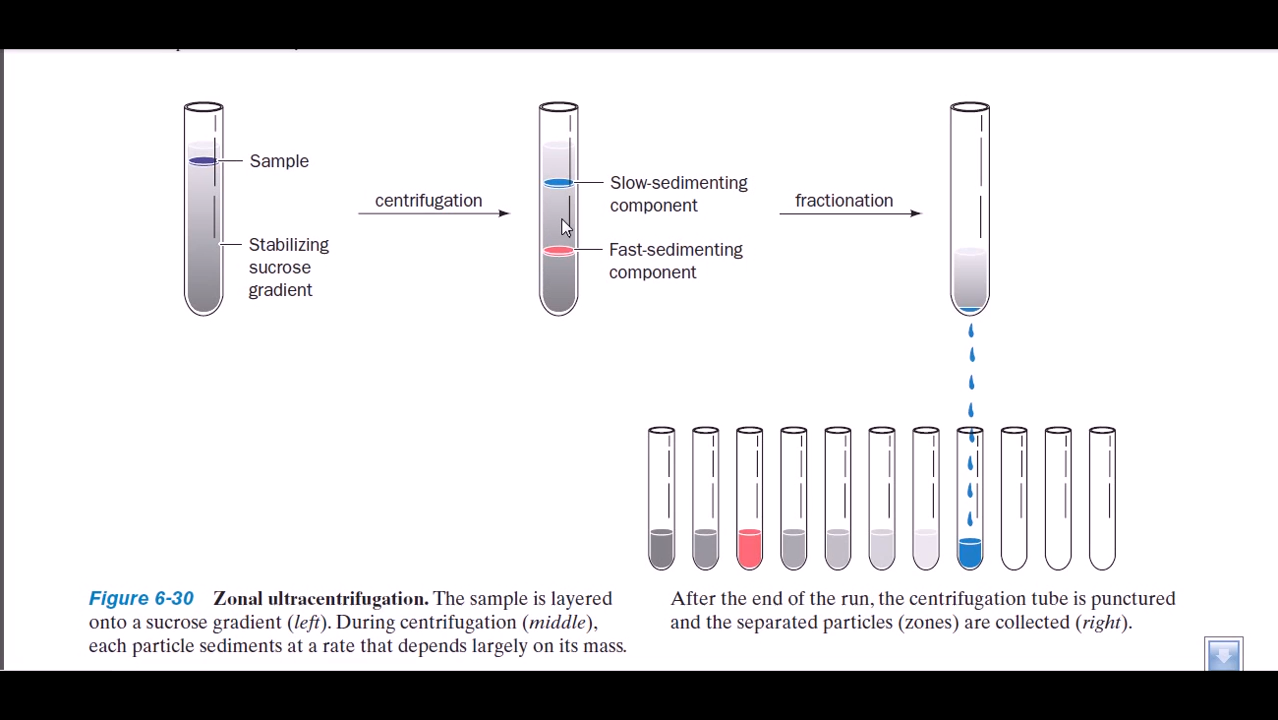 Sample
Stabilizing
sucrose
gradient
centrifugation
Slow-sedimenting
component
Fast-sedimenting
component
fractionation
Figure 6-30 Zonal ultracentrifugation. The sample is layered
onto a sucrose gradient (left). During centrifugation (middle),
each particle sediments at a rate that depends largely on its mass.
After the end of the run, the centrifugation tube is punctured
and the separated particles (zones) are collected (right).